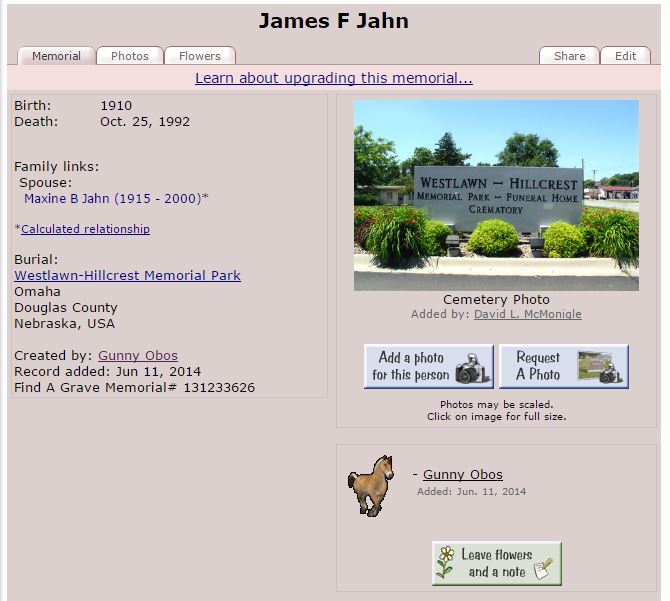 James F Jahn
Memorial
Photos
Flowers
Share
Edit
Learn about upgrading this memorial...
Birth: 1910
Death: Oct. 25, 1992
Family links:
Spouse:
Maxine B Jahn (1915 - 2000)*
*Calculated relationship
Burial:
Westlawn-Hillcrest Memorial Park
Omaha
Douglas County
Nebraska, USA
Created by: Gunny Obos
Record added: Jun 11, 2014
Find A Grave Memorial# 131233626
WESTLAWN - HILLCREST
MEMORIAL PARK - FUNERAL HOME
CREMATORY
Cemetery Photo
Added by: David L. McMonigle
Add a photo
for this person
Request
A Photo
Photos may be scaled.
Click on image for full size.
- Gunny Obos
Added: Jun. 11, 2014
Leave flowers
and a note